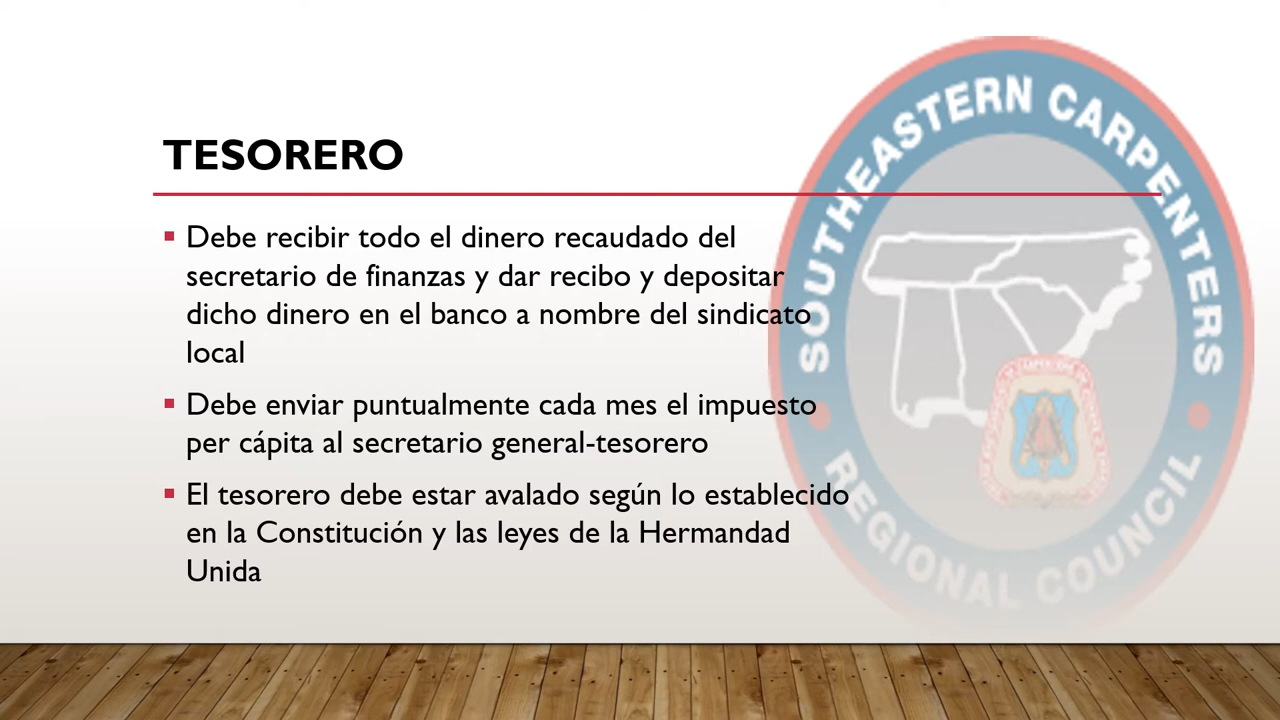 TESORERO
Debe recibir todo el dinero recaudado del
secretario de finanzas y dar recibo y depositar
dicho dinero en el banco a nombre del sindicato
local
Debe enviar puntualmente cada mes el impuesto
per cápita al secretario general-tesorero
El tesorero debe estar avalado según lo establecido
en la Constitución y las leyes de la Hermandad
Unida
SOUTHEASTERN CARPENTERS
REGIONAL COUNCIL